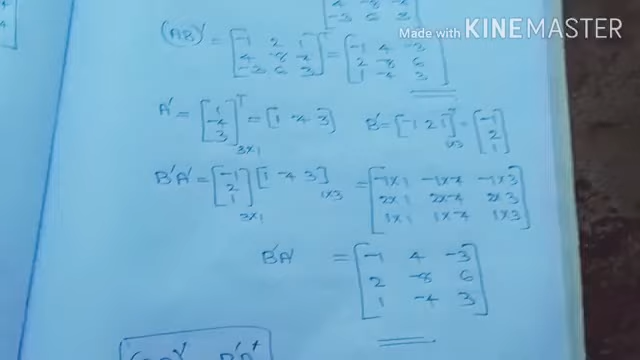 -3 6 3
Made with KINEMASTER
(AB)' = [-1 2 1 = [-1 4 -3
4 -8 -4 2 -8 6
-3 6 3]ᵀ 1 -4 3]
A' = [1 -4 3]ᵀ = [1 -4 3] B' = [-1 2 1]ᵀ = [-1 2 1]
3x1 1x3
B'A' = [-1 2 1] [1 -4 3] = [-1x1 -1x-4 -1x3
3x1 1x3 2x1 2x-4 2x3
1x1 1x-4 1x3]
B'A' = [-1 4 -3
2 -8 6
1 -4 3]